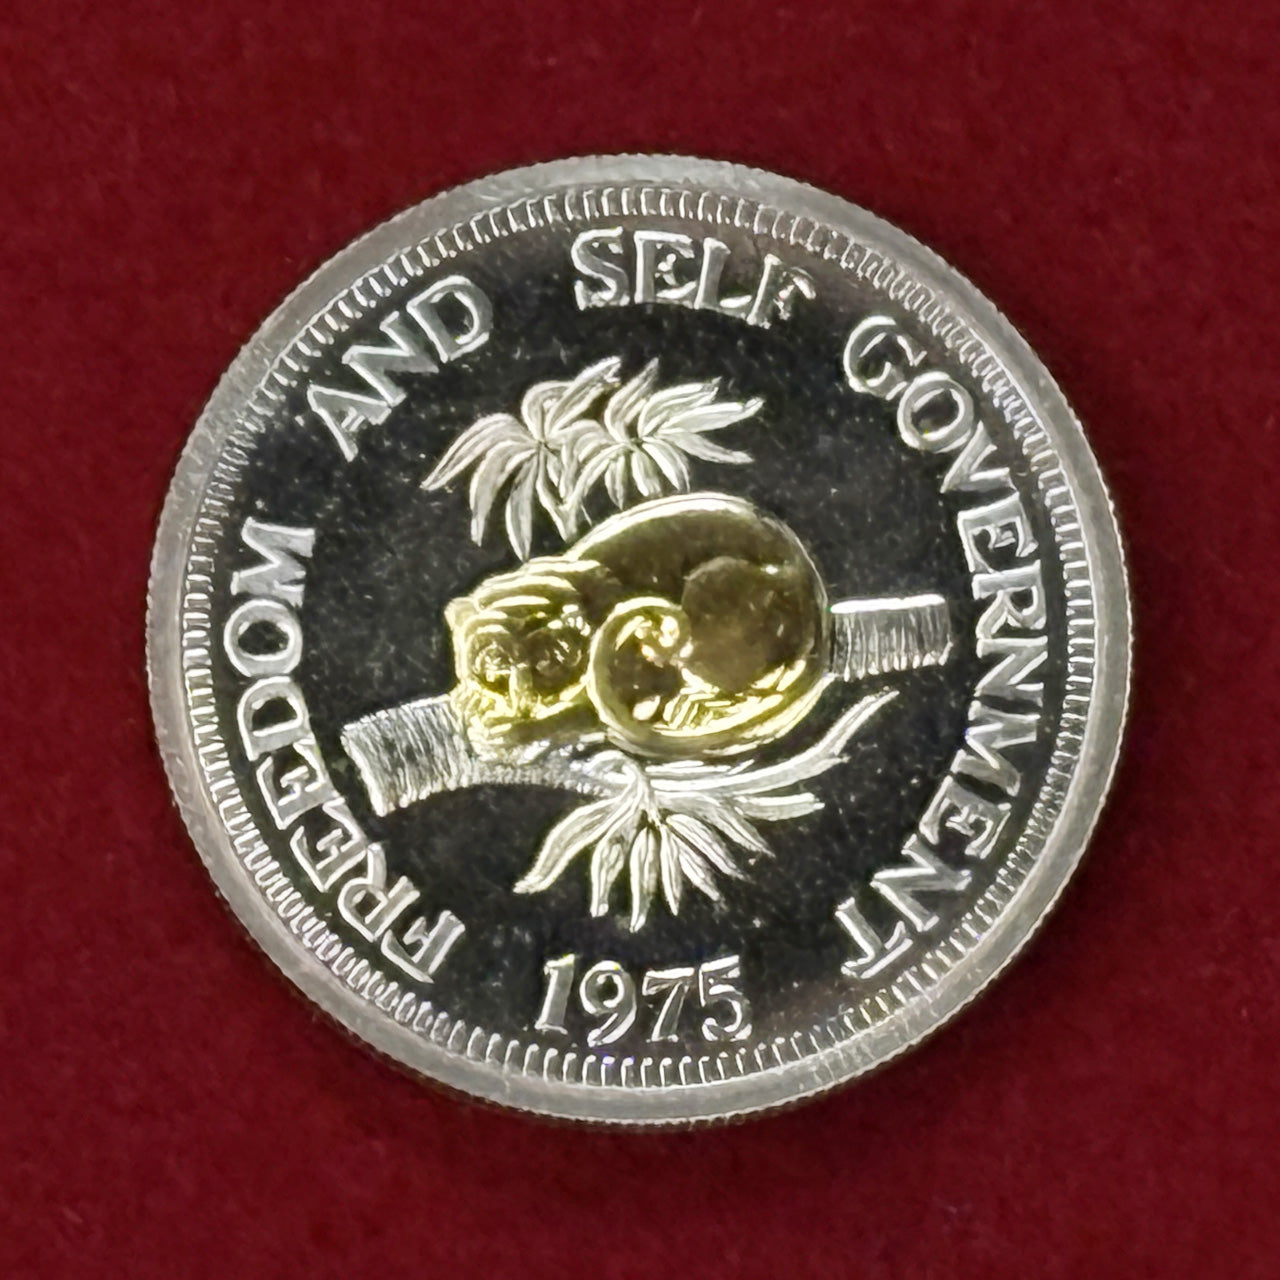 FREEDOM AND SELF GOVERNMENT
1975